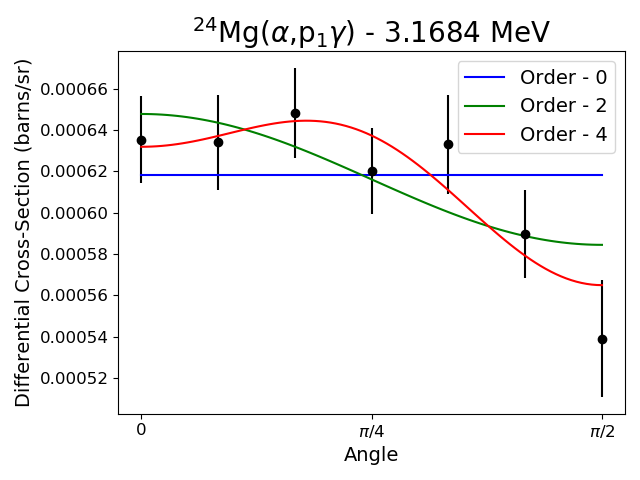 ²⁴Mg(α,p₁γ) - 3.1684 MeV
Differential Cross-Section (barns/sr)
0.00066
0.00064
0.00062
0.00060
0.00058
0.00056
0.00054
0.00052
Order - 0
Order - 2
Order - 4
0
π/4
π/2
Angle